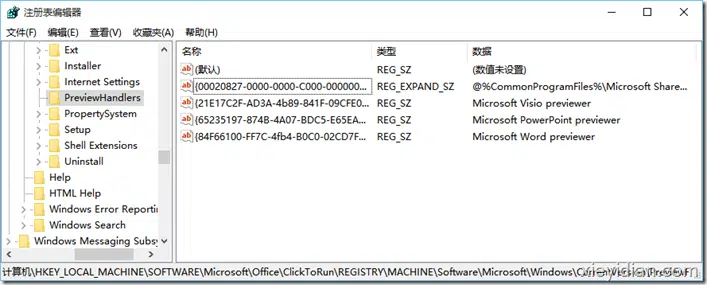 注册表编辑器
文件(F) 编辑(E) 查看(V) 收藏夹(A) 帮助(H)
Ext
Installer
Internet Settings
PreviewHandlers
PropertySystem
Setup
Shell Extensions
Uninstall
Help
HTML Help
Windows Error Reportin
Windows Search
Windows Messaging Subsy
名称 类型 数据
(默认) REG_SZ (数值未设置)
{00020827-0000-0000-C000-000000... REG_EXPAND_SZ @%CommonProgramFiles%\Microsoft Share...
{21E17C2F-AD3A-4b89-841F-09CFE0... REG_SZ Microsoft Visio previewer
{65235197-874B-4A07-BDC5-E65EA... REG_SZ Microsoft PowerPoint previewer
{84F66100-FF7C-4fb4-B0C0-02CD7F... REG_SZ Microsoft Word previewer
计算机\HKEY_LOCAL_MACHINE\SOFTWARE\Microsoft\Office\ClickToRun\REGISTRY\MACHINE\Software\Microsoft\Windows\